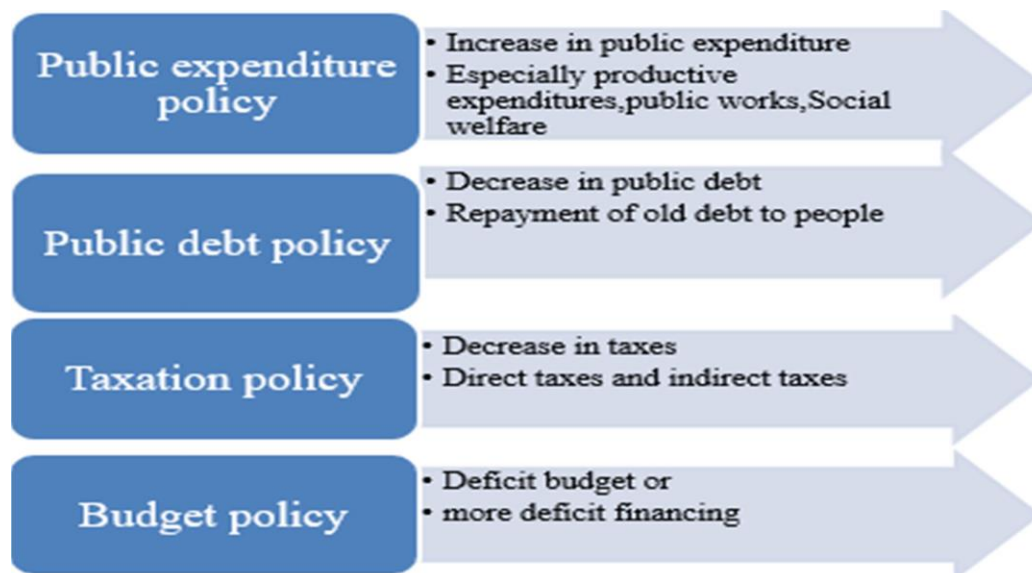 Public expenditure
policy
• Increase in public expenditure
• Especially productive
expenditures,public works,Social
welfare
Public debt policy
• Decrease in public debt
• Repayment of old debt to people
Taxation policy
• Decrease in taxes
• Direct taxes and indirect taxes
Budget policy
• Deficit budget or
• more deficit financing